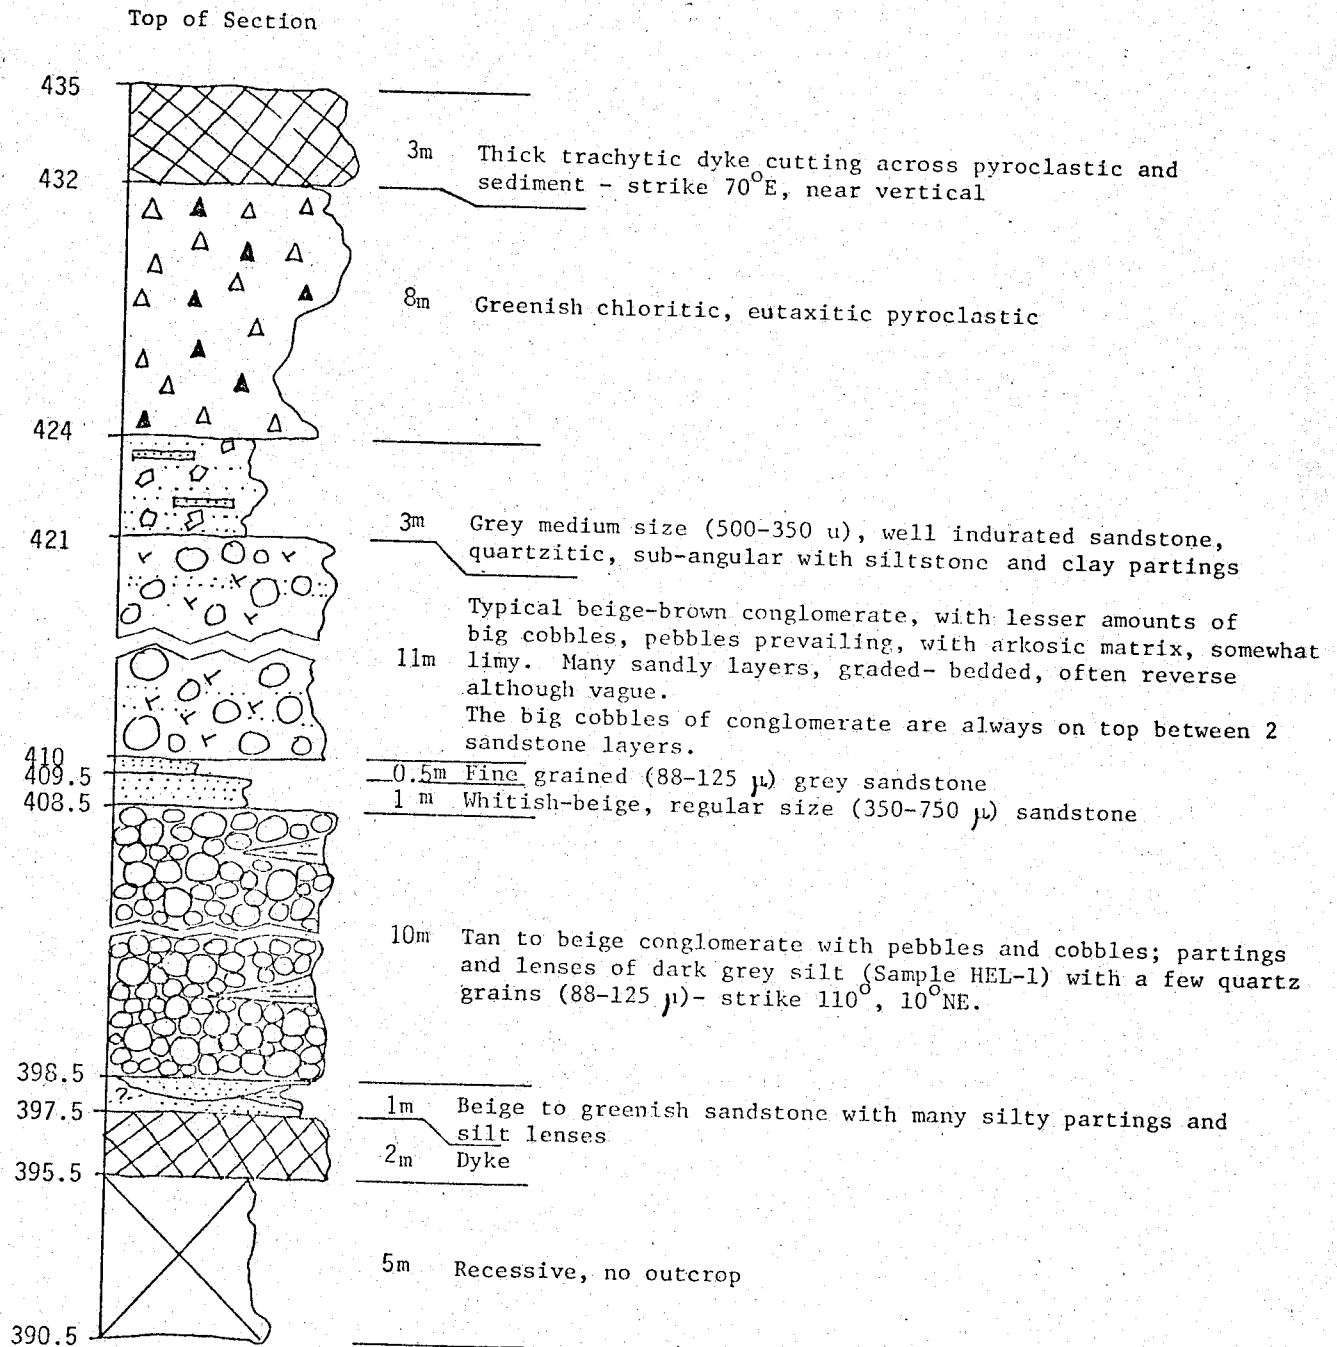 Top of Section
435
3m Thick trachytic dyke cutting across pyroclastic and
432
sediment - strike 70°E, near vertical
8m Greenish chloritic, eutaxitic pyroclastic
424
3m Grey medium size (500-350 u), well indurated sandstone,
421
quartzitic, sub-angular with siltstone and clay partings
Typical beige-brown conglomerate, with lesser amounts of
big cobbles, pebbles prevailing, with arkosic matrix, somewhat
11m limy. Many sandly layers, graded- bedded, often reverse
although vague.
The big cobbles of conglomerate are always on top between 2
sandstone layers.
410
409.5
0.5m Fine grained (88-125 µ) grey sandstone
408.5
1 m Whitish-beige, regular size (350-750 µ) sandstone
10m Tan to beige conglomerate with pebbles and cobbles; partings
and lenses of dark grey silt (Sample HEL-1) with a few quartz
grains (88-125 µ)- strike 110°, 10°NE.
398.5
?
397.5
1m Beige to greenish sandstone with many silty partings and
silt lenses
2m Dyke
395.5
5m Recessive, no outcrop
390.5